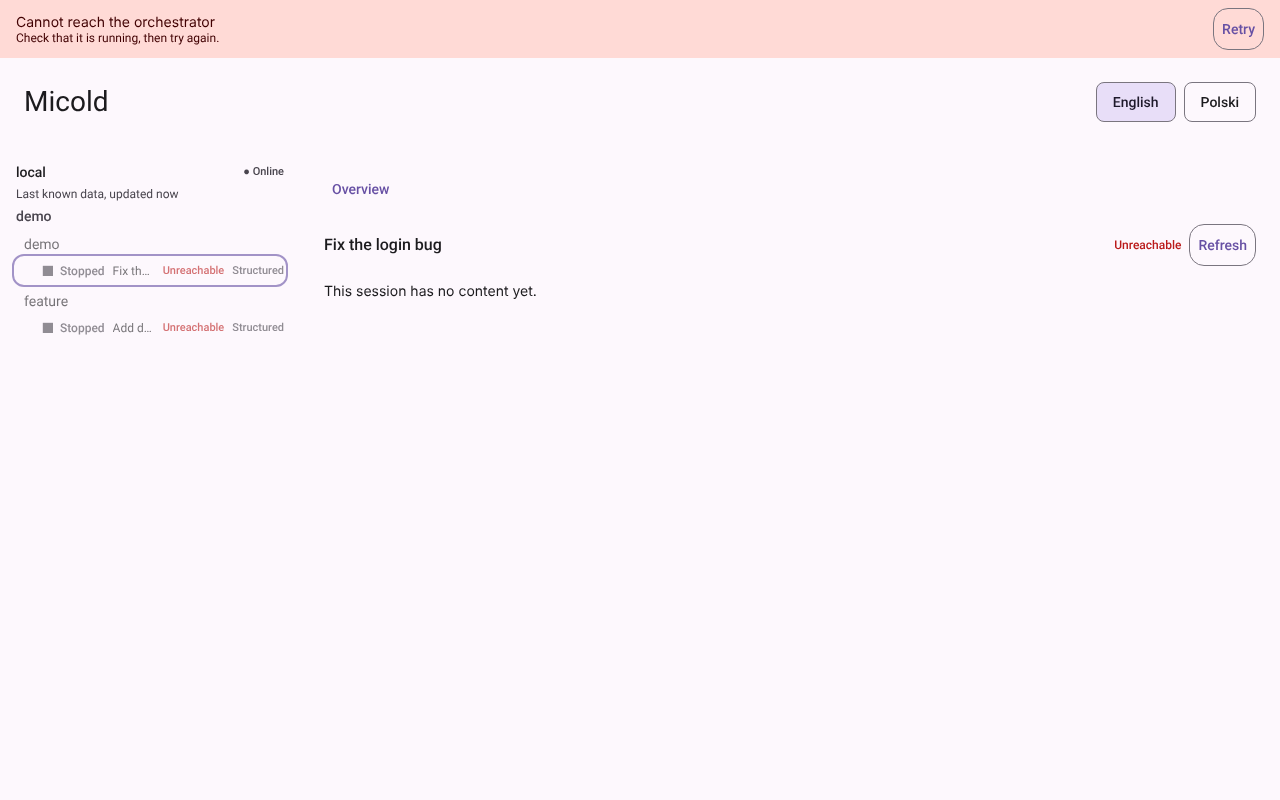 Cannot reach the orchestrator
Check that it is running, then try again.
Retry
Micold
English
Polski
local
● Online
Last known data, updated now
demo
demo
Stopped Fix th... Unreachable Structured
feature
Stopped Add d... Unreachable Structured
Overview
Fix the login bug
Unreachable
Refresh
This session has no content yet.